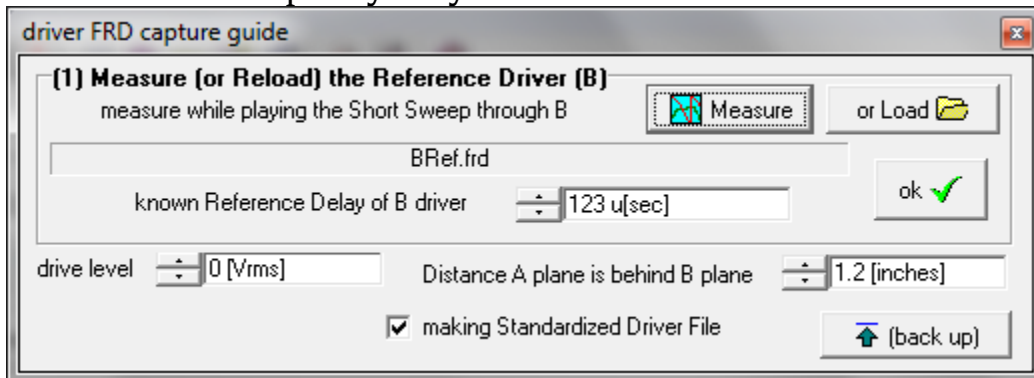 driver FRD capture guide
(1) Measure (or Reload) the Reference Driver (B)
measure while playing the Short Sweep through B
Measure
or Load
BRef.frd
known Reference Delay of B driver
123 u[sec]
ok
drive level
0 [Vrms]
Distance A plane is behind B plane
1.2 [inches]
making Standardized Driver File
(back up)